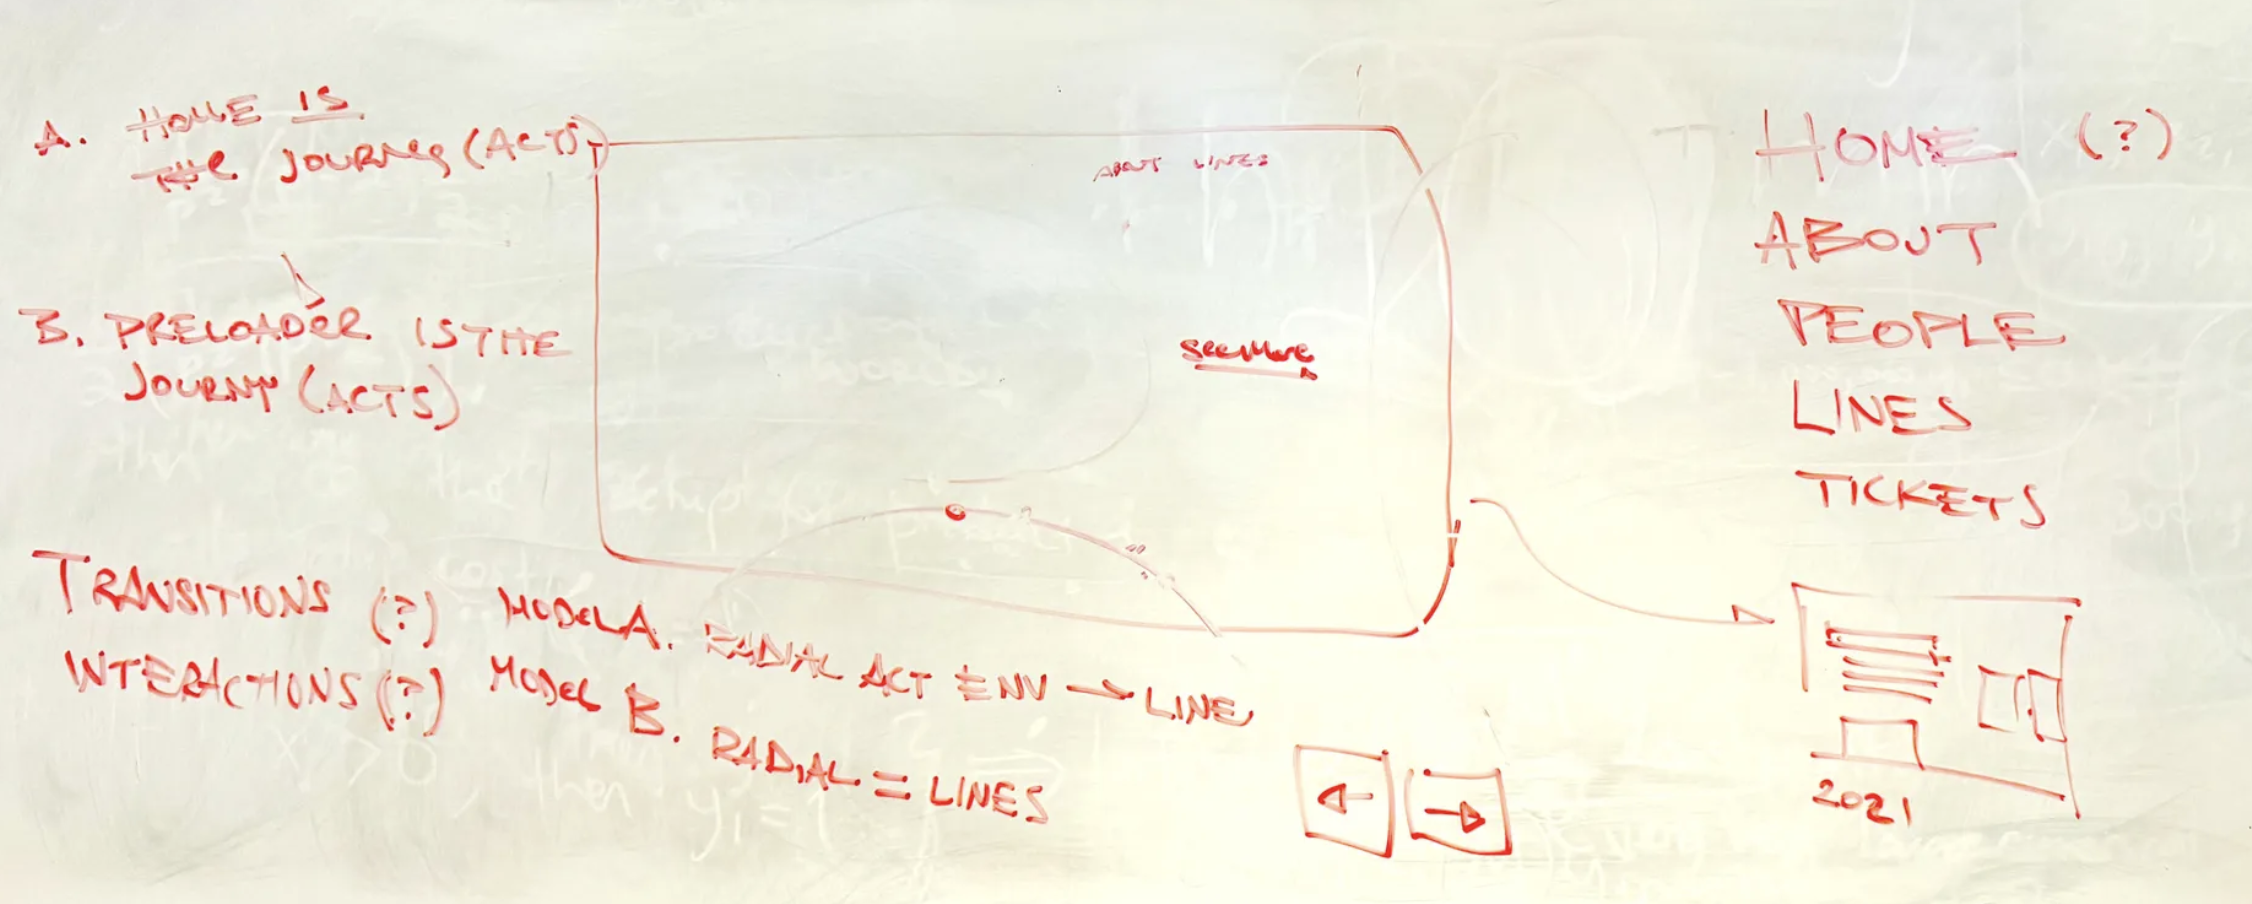 A. HOME IS
THE JOURNEY (ACTS)
B. PRELOADER IS THE
JOURNY (ACTS)
ABOUT LINES
see More
HOME (?)
ABOUT
PEOPLE
LINES
TICKETS
TRANSITIONS (?) MODEL A. RADIAL ACT ENV → LINE
INTERACTIONS (?) MODEL B. RADIAL = LINES
← →
2021